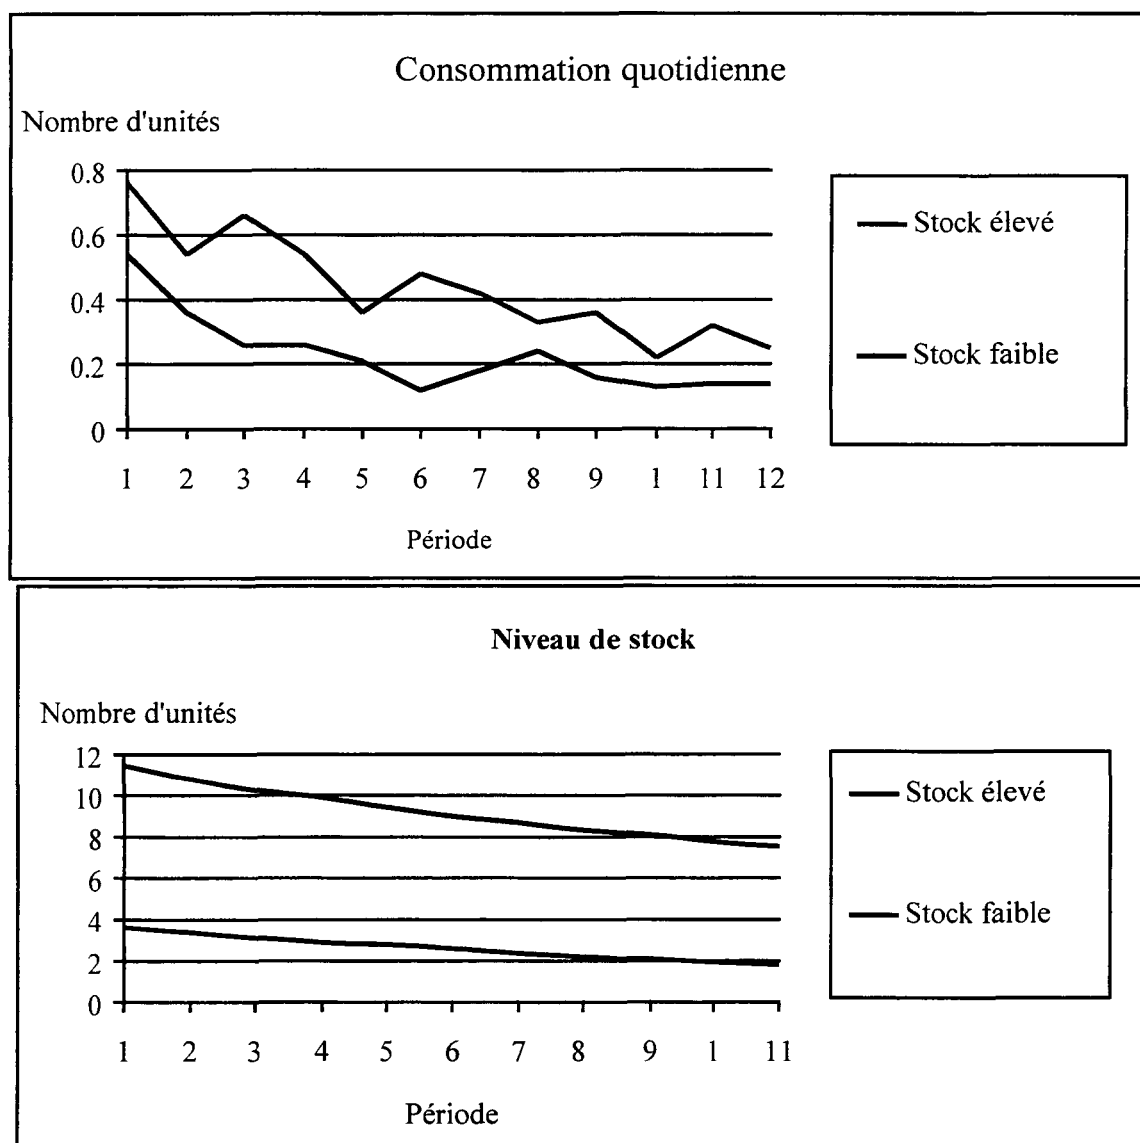 Consommation quotidienne
Nombre d'unités
0.8
0.6
0.4
0.2
0
1 2 3 4 5 6 7 8 9 1 11 12
Période
Stock élevé
Stock faible
Niveau de stock
Nombre d'unités
12
10
8
6
4
2
0
1 2 3 4 5 6 7 8 9 1 11
Période
Stock élevé
Stock faible